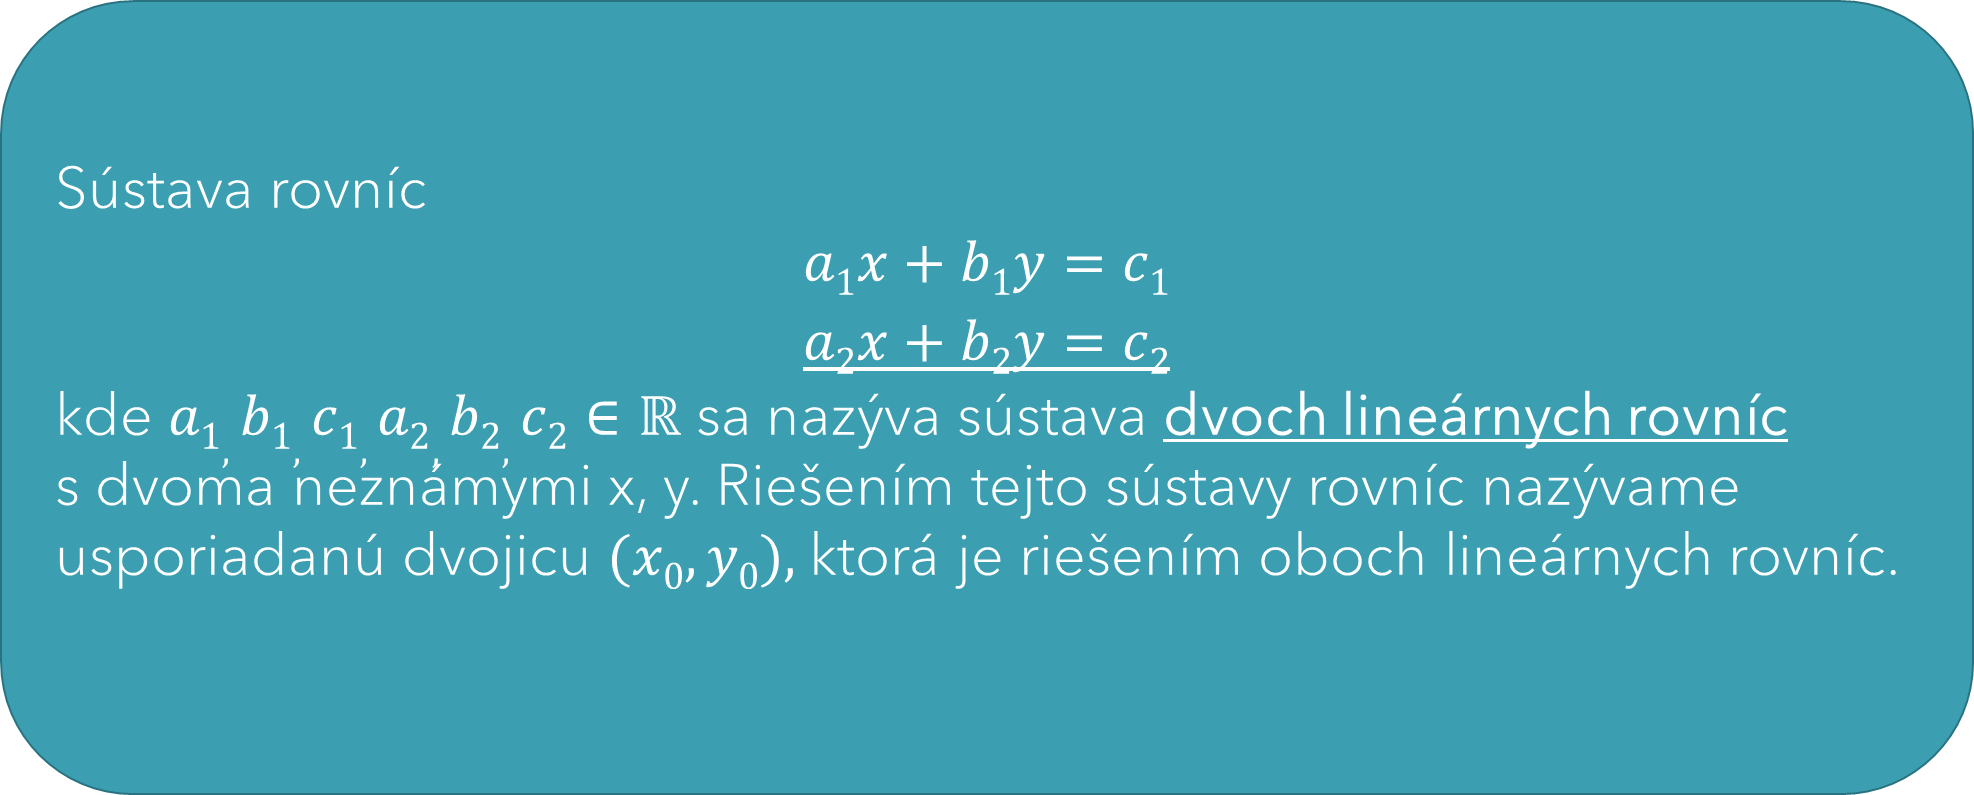 Sústava rovníc
a₁x + b₁y = c₁
a₂x + b₂y = c₂
kde a₁, b₁, c₁, a₂, b₂, c₂ ∈ ℝ sa nazýva sústava dvoch lineárnych rovníc
s dvoma neznámymi x, y. Riešením tejto sústavy rovníc nazývame
usporiadanú dvojicu (x₀, y₀), ktorá je riešením oboch lineárnych rovníc.